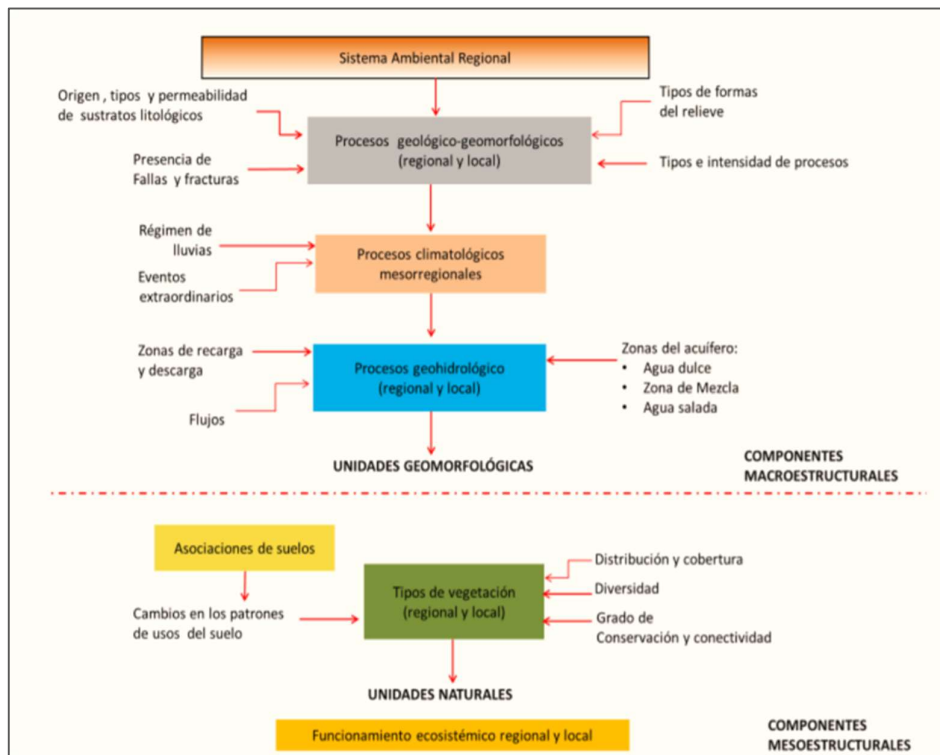 Sistema Ambiental Regional
Origen , tipos y permeabilidad
de sustratos litológicos
Tipos de formas
del relieve
Procesos geológico-geomorfológicos
(regional y local)
Presencia de
Fallas y fracturas
Tipos e intensidad de procesos
Régimen de
lluvias
Procesos climatológicos
mesorregionales
Eventos
extraordinarios
Zonas de recarga
y descarga
Procesos geohidrológico
(regional y local)
Zonas del acuífero:
• Agua dulce
• Zona de Mezcla
• Agua salada
Flujos
UNIDADES GEOMORFOLÓGICAS
COMPONENTES
MACROESTRUCTURALES
Asociaciones de suelos
Distribución y cobertura
Tipos de vegetación
(regional y local)
Diversidad
Cambios en los patrones
de usos del suelo
Grado de
Conservación y conectividad
UNIDADES NATURALES
Funcionamiento ecosistémico regional y local
COMPONENTES
MESOESTRUCTURALES